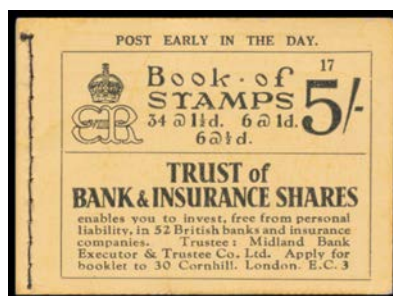 POST EARLY IN THE DAY.
17
Book·of
STAMPS
5/-
34 @ 1½d. 6 @ 1d.
6 @ ½d.
E VIII R
TRUST of
BANK & INSURANCE SHARES
enables you to invest, free from personal
liability, in 52 British banks and insurance
companies. Trustee: Midland Bank
Executor & Trustee Co. Ltd. Apply for
booklet to 30 Cornhill, London, E.C.3